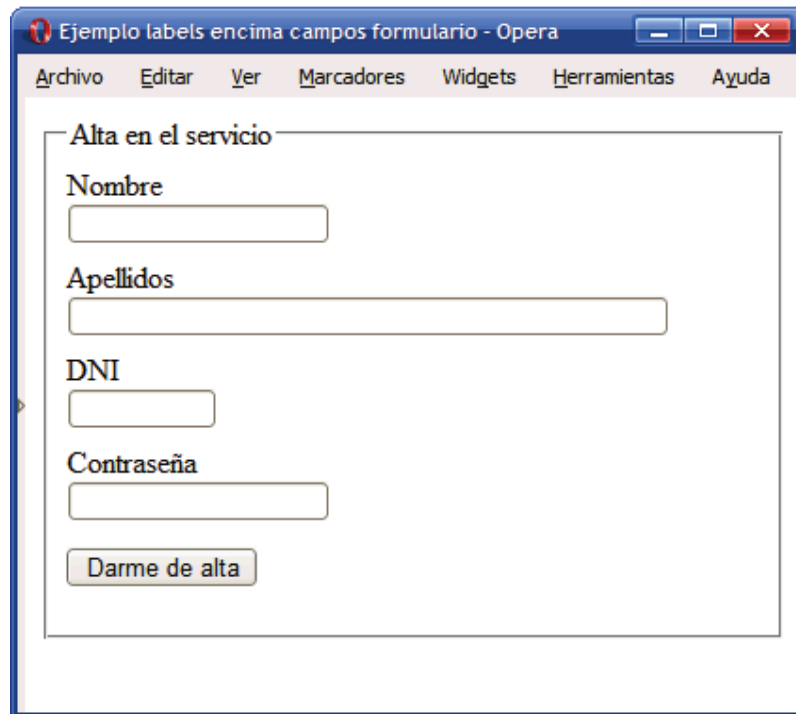 Ejemplo labels encima campos formulario - Opera
Archivo Editar Ver Marcadores Widgets Herramientas Ayuda
Alta en el servicio
Nombre
Apellidos
DNI
Contraseña
Darme de alta